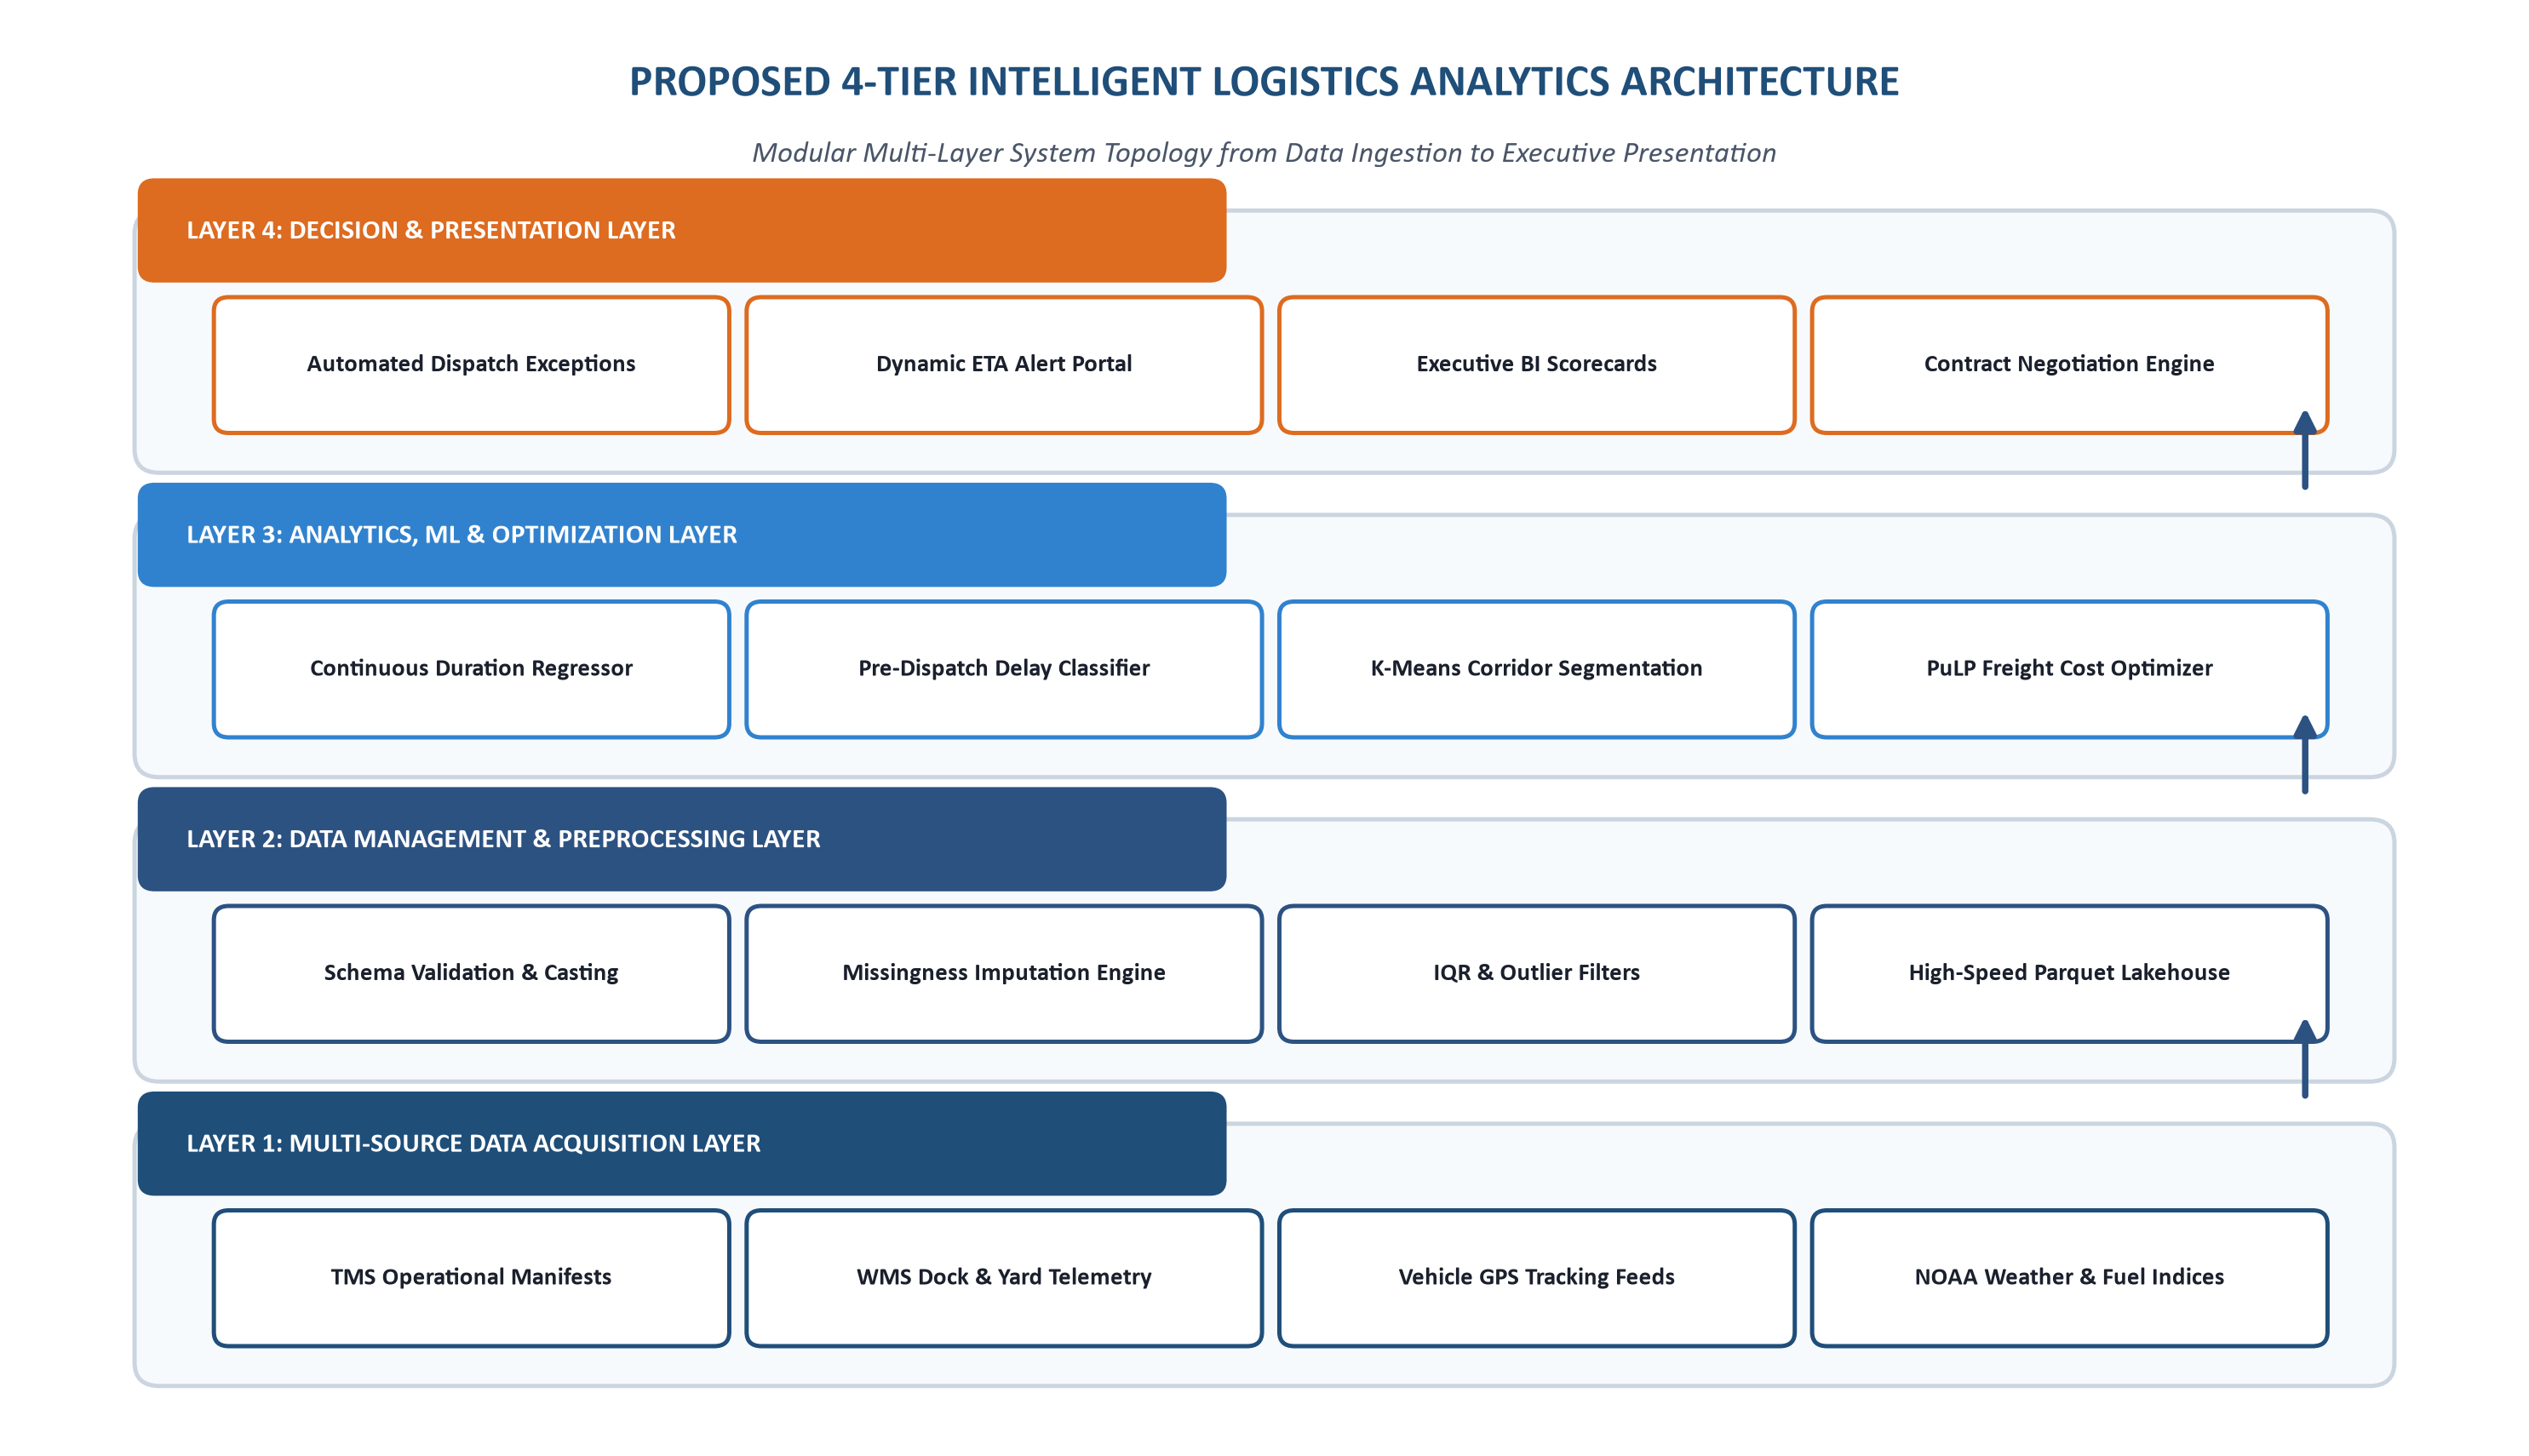 PROPOSED 4-TIER INTELLIGENT LOGISTICS ANALYTICS ARCHITECTURE
Modular Multi-Layer System Topology from Data Ingestion to Executive Presentation
LAYER 4: DECISION & PRESENTATION LAYER
Automated Dispatch Exceptions
Dynamic ETA Alert Portal
Executive BI Scorecards
Contract Negotiation Engine
LAYER 3: ANALYTICS, ML & OPTIMIZATION LAYER
Continuous Duration Regressor
Pre-Dispatch Delay Classifier
K-Means Corridor Segmentation
PuLP Freight Cost Optimizer
LAYER 2: DATA MANAGEMENT & PREPROCESSING LAYER
Schema Validation & Casting
Missingness Imputation Engine
IQR & Outlier Filters
High-Speed Parquet Lakehouse
LAYER 1: MULTI-SOURCE DATA ACQUISITION LAYER
TMS Operational Manifests
WMS Dock & Yard Telemetry
Vehicle GPS Tracking Feeds
NOAA Weather & Fuel Indices